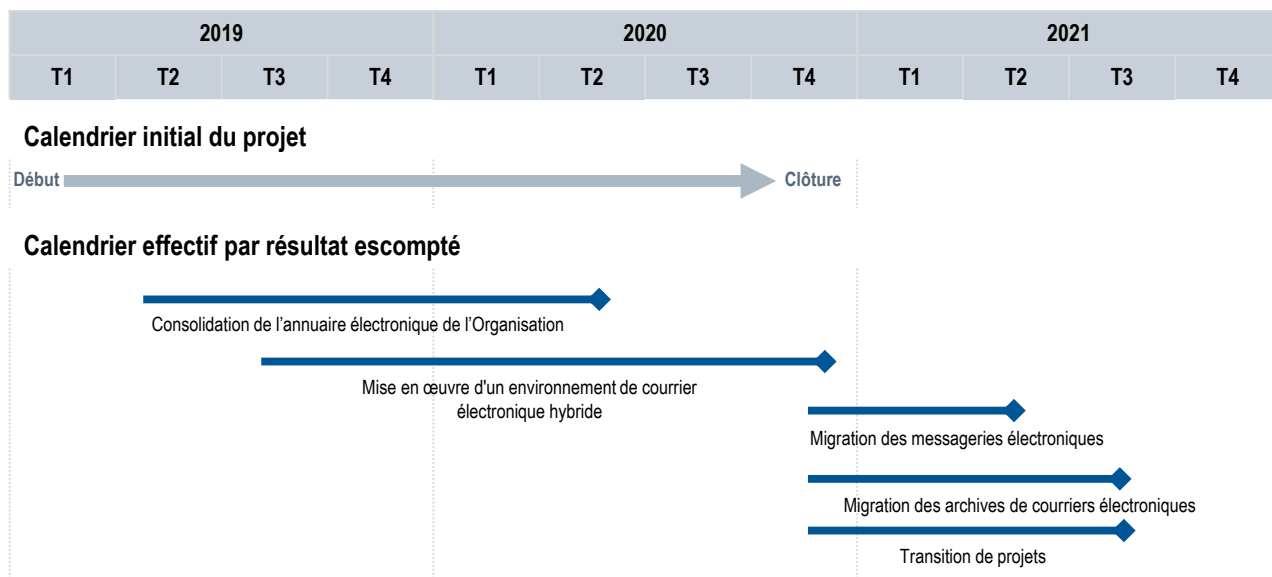 2019 2020 2021
T1 T2 T3 T4 T1 T2 T3 T4 T1 T2 T3 T4
Calendrier initial du projet
Début Clôture
Calendrier effectif par résultat escompté
Consolidation de l’annuaire électronique de l’Organisation
Mise en œuvre d'un environnement de courrier
électronique hybride
Migration des messageries électroniques
Migration des archives de courriers électroniques
Transition de projets